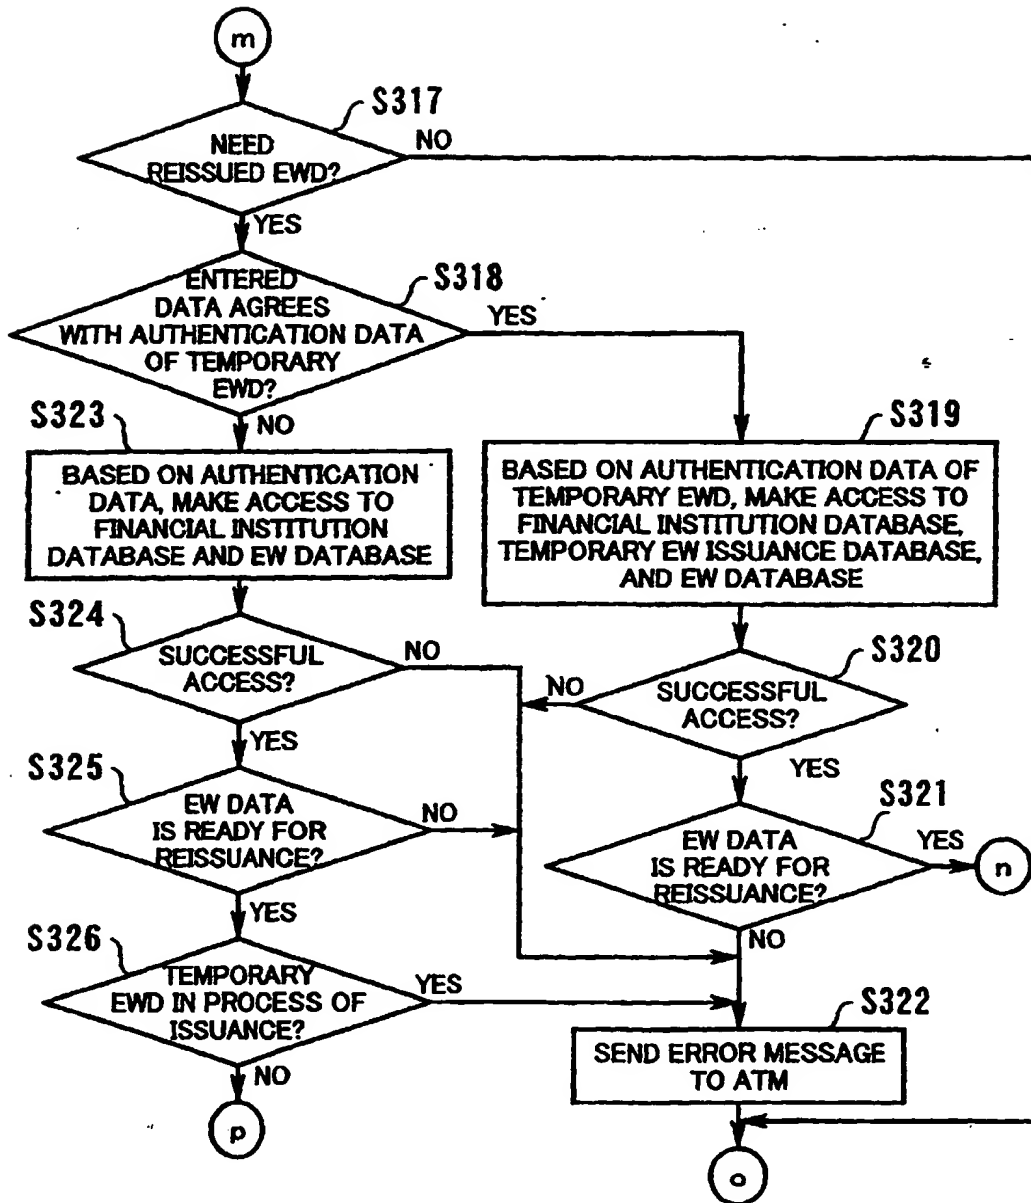 m
S317
NEED
REISSUED EWD?
NO
YES
S318
ENTERED
DATA AGREES
WITH AUTHENTICATION DATA
OF TEMPORARY
EWD?
YES
NO
S323
BASED ON AUTHENTICATION
DATA, MAKE ACCESS TO
FINANCIAL INSTITUTION
DATABASE AND EW DATABASE
S319
BASED ON AUTHENTICATION DATA OF
TEMPORARY EWD, MAKE ACCESS TO
FINANCIAL INSTITUTION DATABASE,
TEMPORARY EW ISSUANCE DATABASE,
AND EW DATABASE
S324
SUCCESSFUL
ACCESS?
NO
YES
S320
SUCCESSFUL
ACCESS?
NO
YES
S325
EW DATA
IS READY FOR
REISSUANCE?
NO
YES
S321
EW DATA
IS READY FOR
REISSUANCE?
YES
n
NO
S326
TEMPORARY
EWD IN PROCESS OF
ISSUANCE?
YES
NO
p
S322
SEND ERROR MESSAGE
TO ATM
o